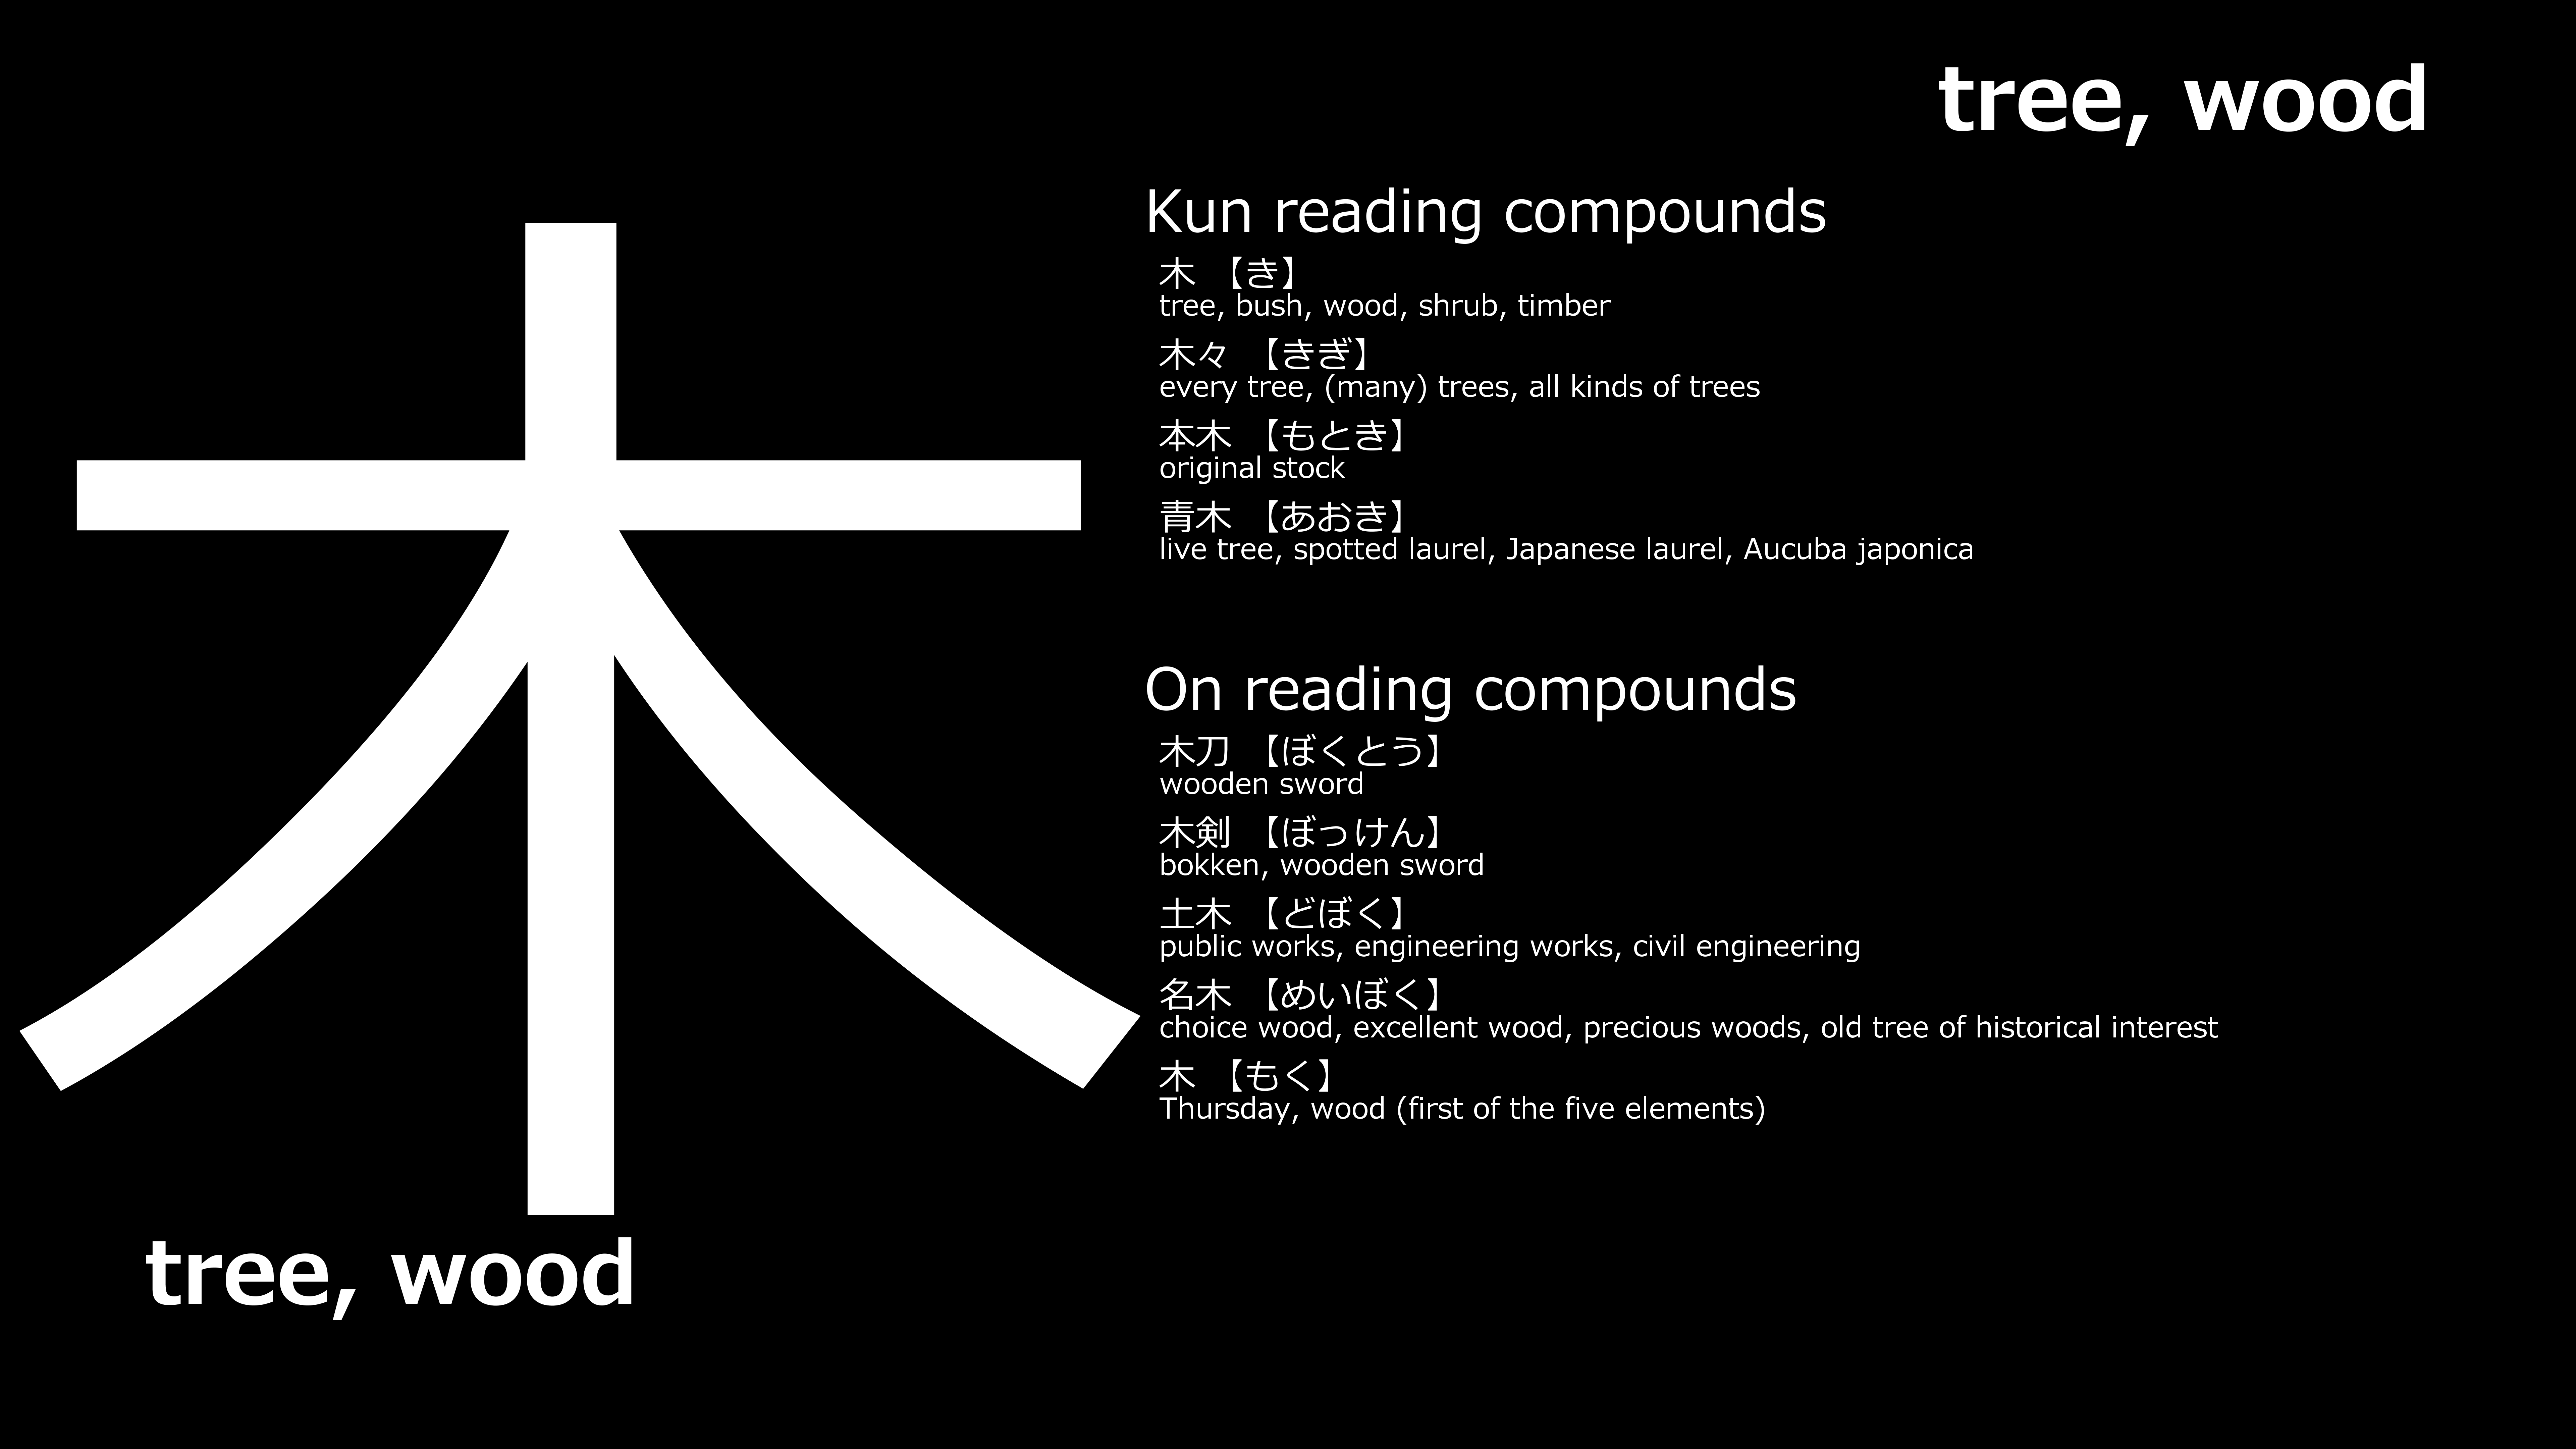 tree, wood
木
tree, wood
Kun reading compounds
木 【き】
tree, bush, wood, shrub, timber
木々 【きぎ】
every tree, (many) trees, all kinds of trees
本木 【もとき】
original stock
青木 【あおき】
live tree, spotted laurel, Japanese laurel, Aucuba japonica
On reading compounds
木刀 【ぼくとう】
wooden sword
木剣 【ぼっけん】
bokken, wooden sword
土木 【どぼく】
public works, engineering works, civil engineering
名木 【めいぼく】
choice wood, excellent wood, precious woods, old tree of historical interest
木 【もく】
Thursday, wood (first of the five elements)